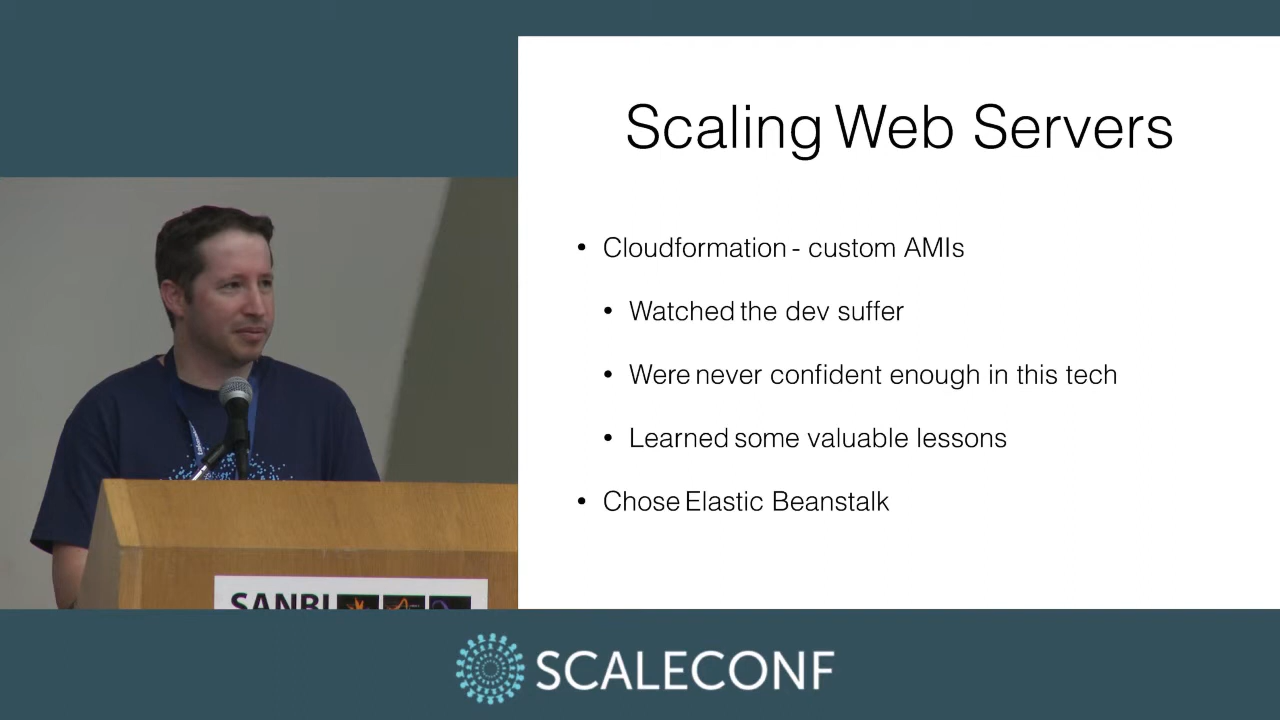 Scaling Web Servers
• Cloudformation - custom AMIs
• Watched the dev suffer
• Were never confident enough in this tech
• Learned some valuable lessons
• Chose Elastic Beanstalk
SANBI
SCALECONF